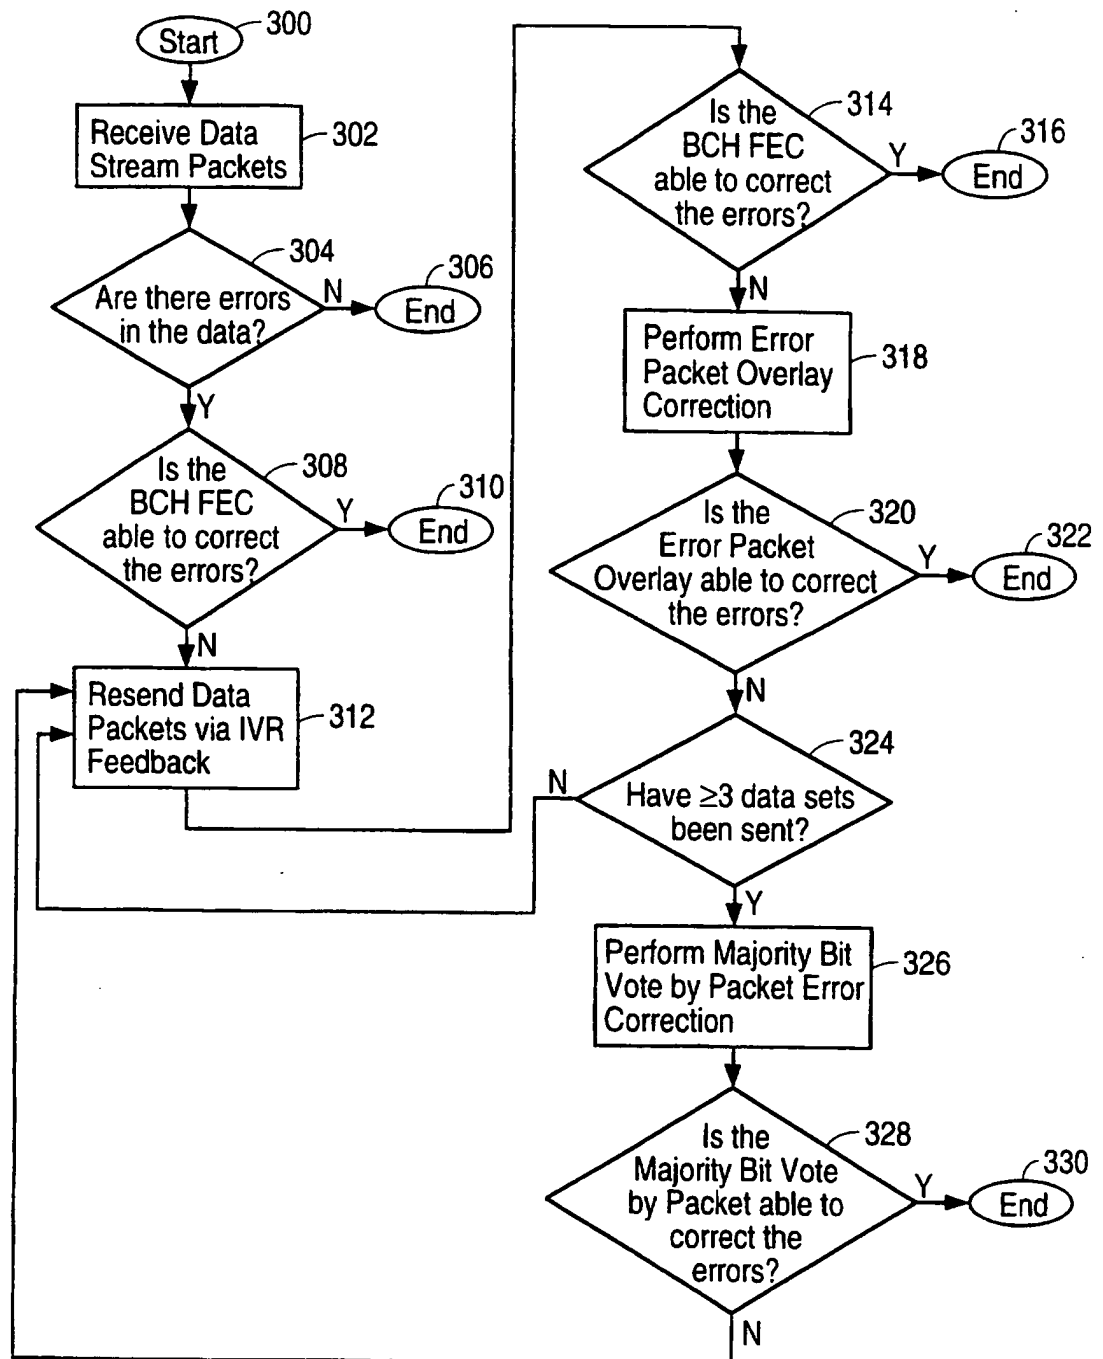 Start
300
Receive Data
Stream Packets
302
304
Are there errors
in the data?
N
306
End
Y
308
Is the
BCH FEC
able to correct
the errors?
Y
310
End
N
Resend Data
Packets via IVR
Feedback
312
314
Is the
BCH FEC
able to correct
the errors?
Y
316
End
N
Perform Error
Packet Overlay
Correction
318
320
Is the
Error Packet
Overlay able to correct
the errors?
Y
322
End
N
324
Have ≥3 data sets
been sent?
N
Y
Perform Majority Bit
Vote by Packet Error
Correction
326
328
Is the
Majority Bit Vote
by Packet able to
correct the
errors?
Y
330
End
N